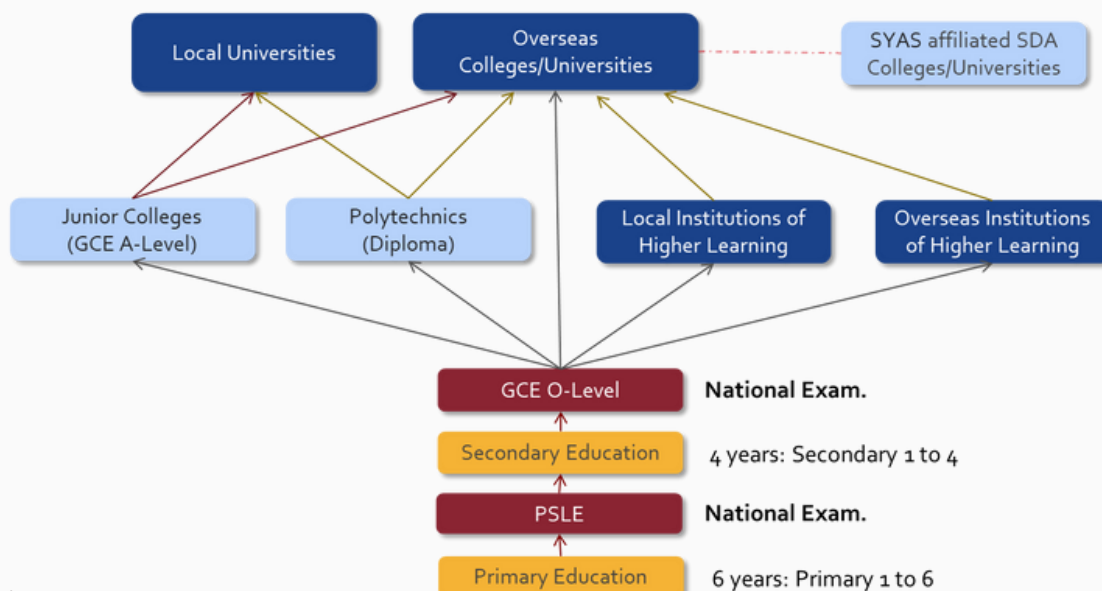 Local Universities
Overseas
Colleges/Universities
SYAS affiliated SDA
Colleges/Universities
Junior Colleges
(GCE A-Level)
Polytechnics
(Diploma)
Local Institutions of
Higher Learning
Overseas Institutions
of Higher Learning
GCE O-Level
National Exam.
Secondary Education
4 years: Secondary 1 to 4
PSLE
National Exam.
Primary Education
6 years: Primary 1 to 6